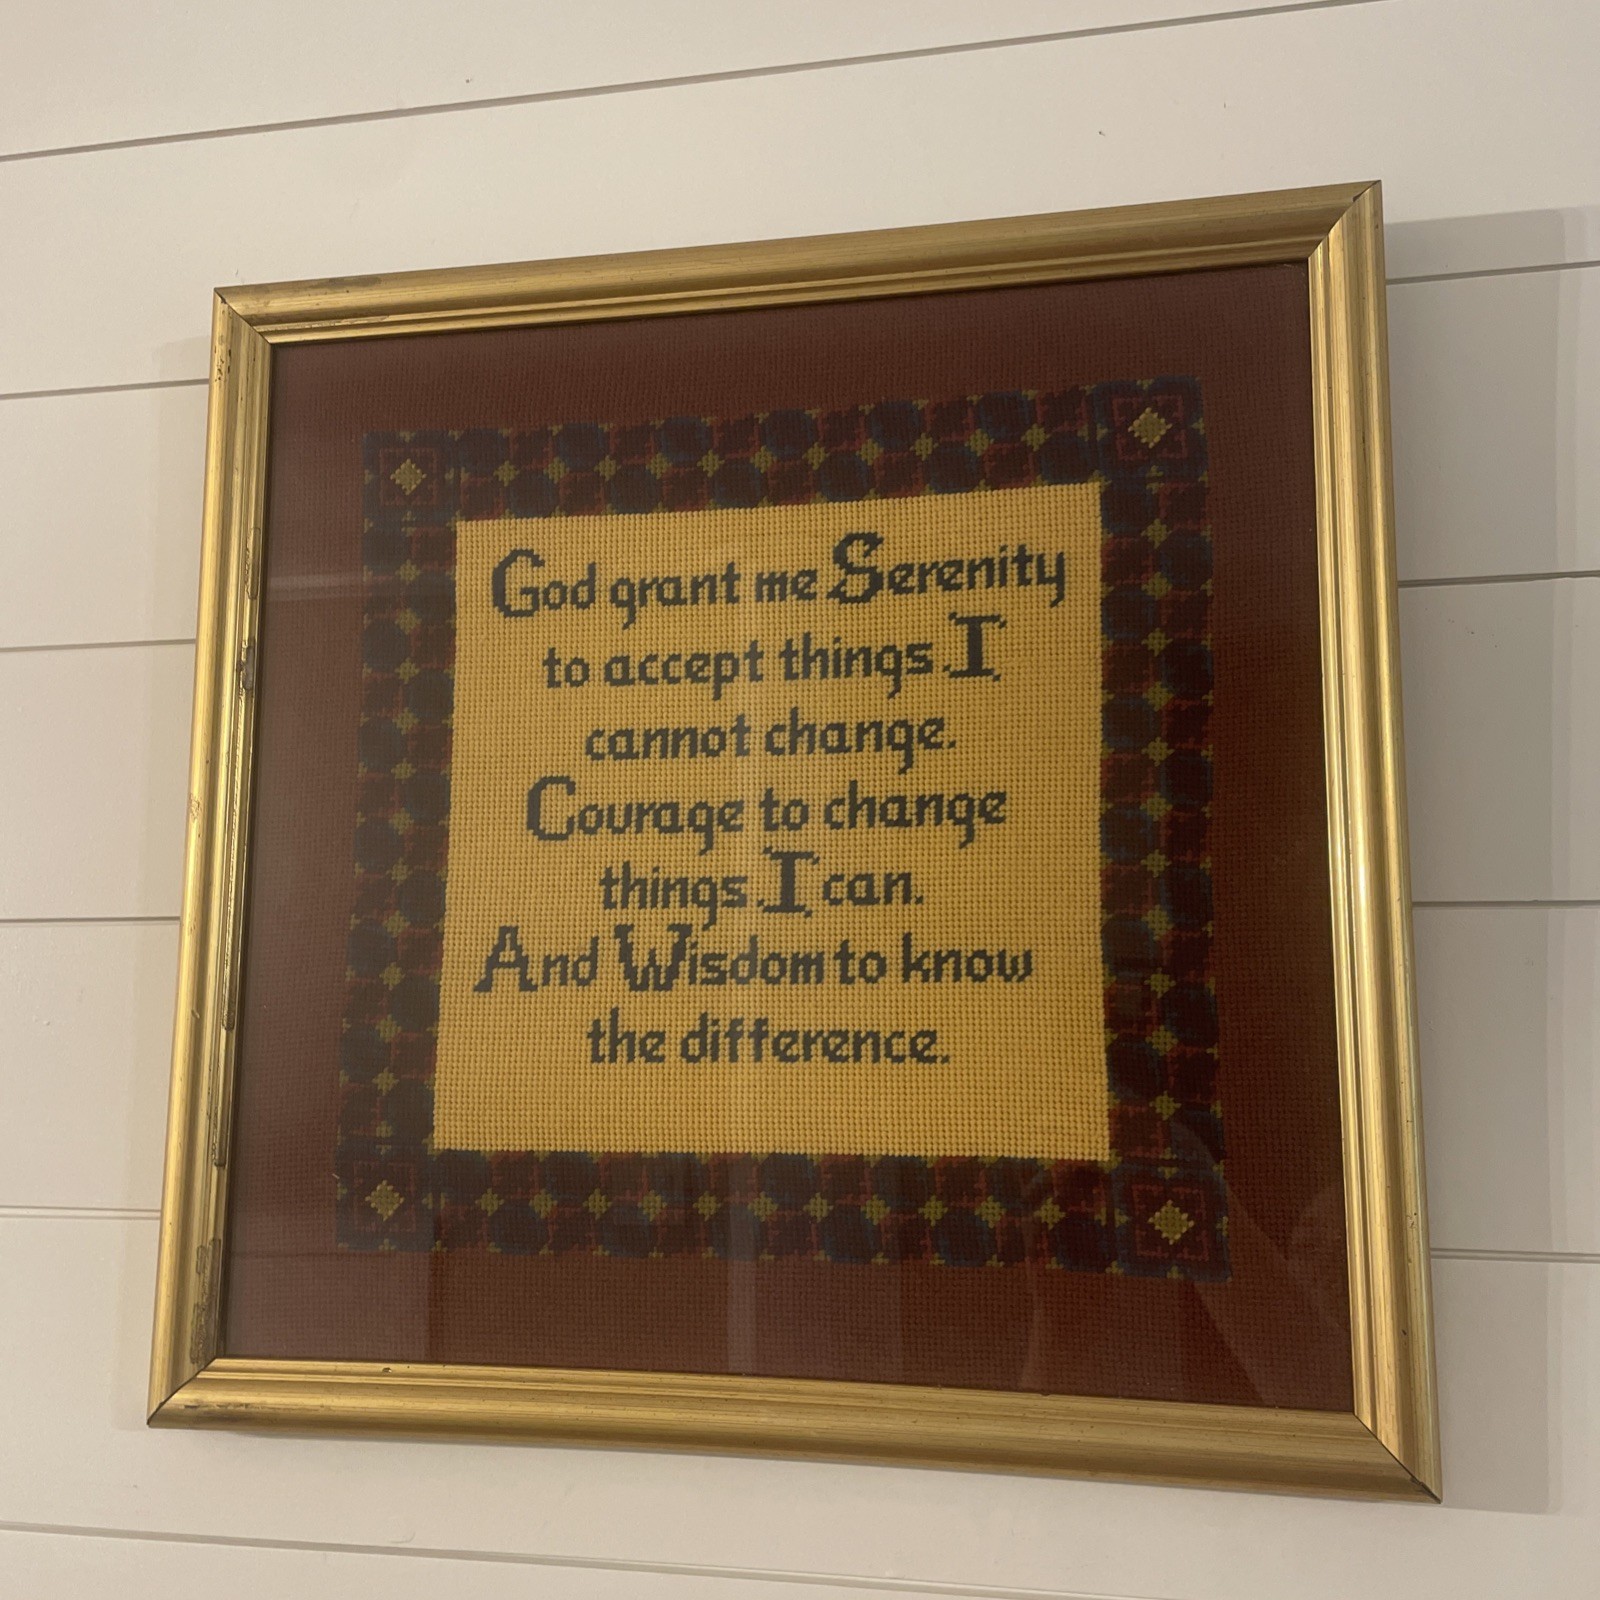 God grant me Serenity
to accept things I
cannot change.
Courage to change
things I can.
And Wisdom to know
the difference.